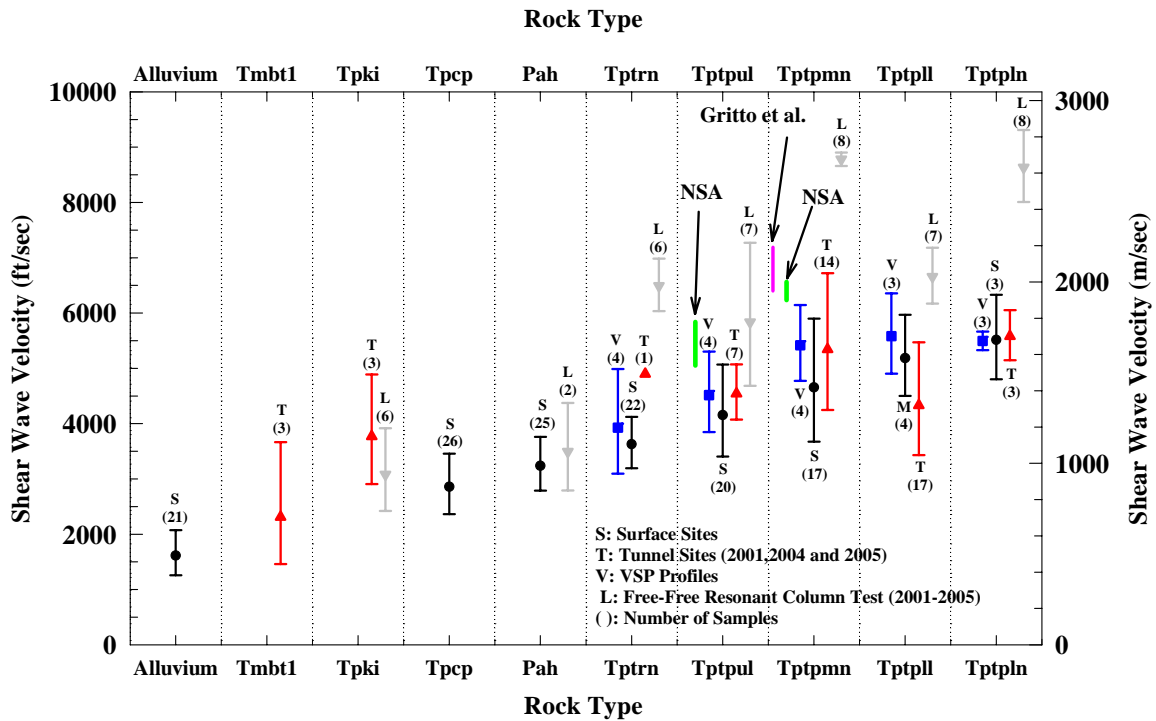 Rock Type
Alluvium Tmbt1 Tpki Tpcp Pah Tptrn Tptpul Tptpmn Tptpll Tptpln
10000
8000
6000
4000
2000
0
Shear Wave Velocity (ft/sec)
3000
2000
1000
0
Shear Wave Velocity (m/sec)
S
(21)
T
(3)
T
(3)
L
(6)
S
(26)
S
(25)
L
(2)
V
(4)
S
(22)
T
(1)
L
(6)
NSA
V
(4)
S
(20)
T
(7)
L
(7)
Gritto et al.
NSA
V
(4)
S
(17)
T
(14)
L
(8)
V
(3)
M
(4)
T
(17)
L
(7)
V
(3)
S
(3)
T
(3)
L
(8)
S: Surface Sites
T: Tunnel Sites (2001,2004 and 2005)
V: VSP Profiles
L: Free-Free Resonant Column Test (2001-2005)
( ): Number of Samples
Alluvium Tmbt1 Tpki Tpcp Pah Tptrn Tptpul Tptpmn Tptpll Tptpln
Rock Type